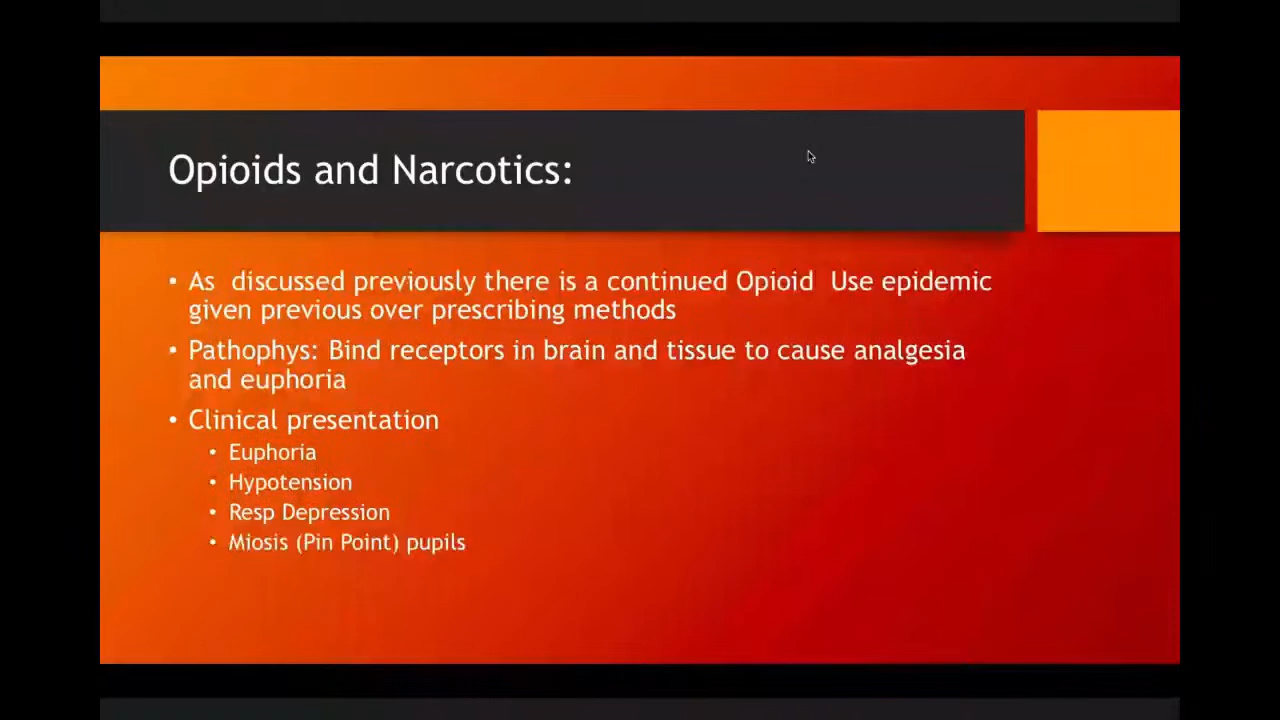 Opioids and Narcotics:
• As  discussed previously there is a continued Opioid  Use epidemic
given previous over prescribing methods
• Pathophys: Bind receptors in brain and tissue to cause analgesia
and euphoria
• Clinical presentation
• Euphoria
• Hypotension
• Resp Depression
• Miosis (Pin Point) pupils